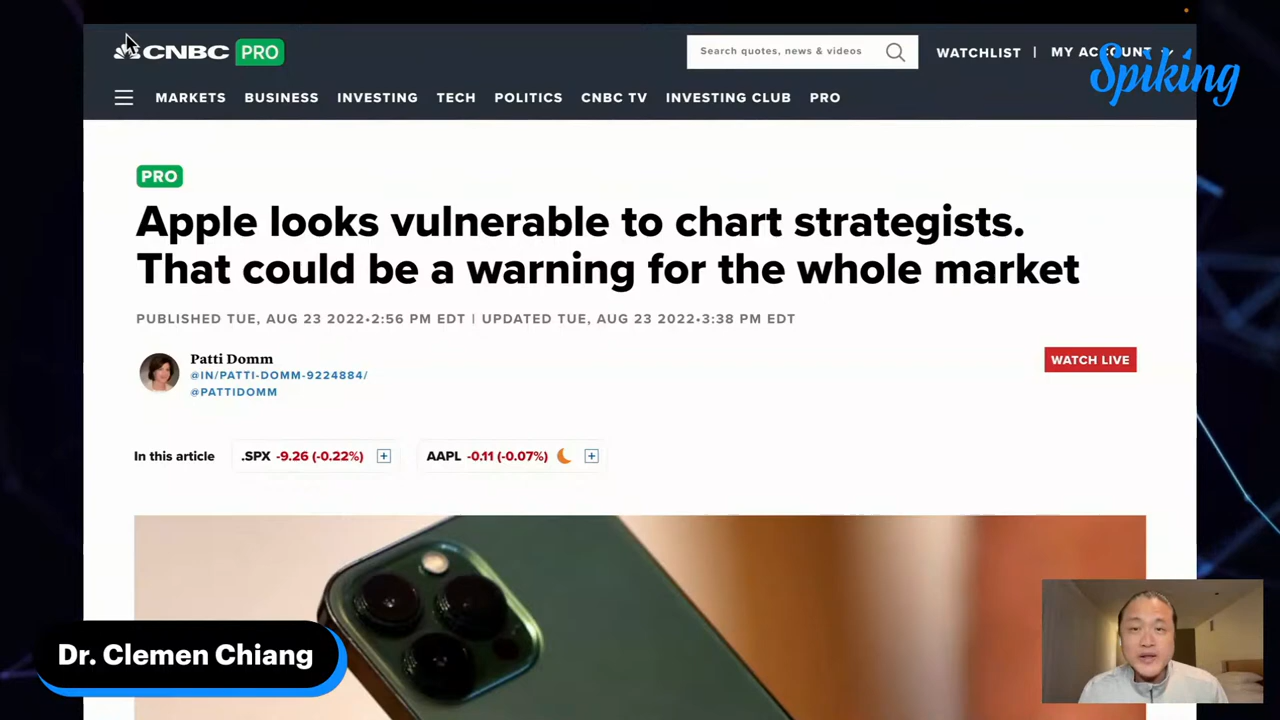 CNBC PRO
Search quotes, news & videos
WATCHLIST | MY ACCOUNT
Spiking
MARKETS BUSINESS INVESTING TECH POLITICS CNBC TV INVESTING CLUB PRO
PRO
Apple looks vulnerable to chart strategists.
That could be a warning for the whole market
PUBLISHED TUE, AUG 23 2022•2:56 PM EDT | UPDATED TUE, AUG 23 2022•3:38 PM EDT
Patti Domm
@IN/PATTI-DOMM-9224884/
@PATTIDOMM
WATCH LIVE
In this article .SPX -9.26 (-0.22%) AAPL -0.11 (-0.07%)
Dr. Clemen Chiang